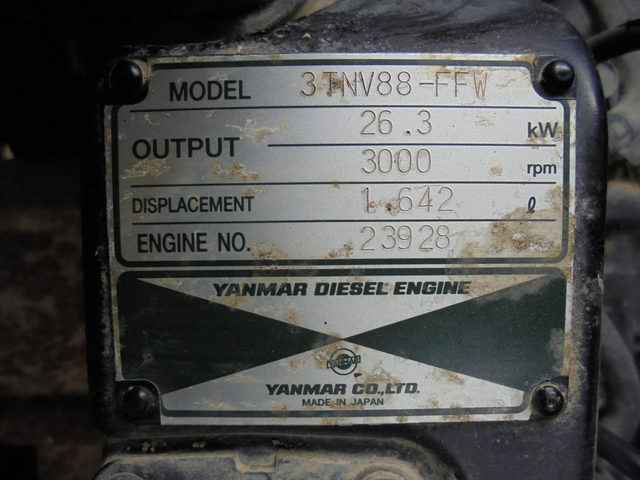 MODEL 3TNV88-FFW
OUTPUT 26.3 kW
3000 rpm
DISPLACEMENT 1.642 ℓ
ENGINE NO. 23928
YANMAR DIESEL ENGINE
YANMAR
YANMAR CO.,LTD.
MADE IN JAPAN